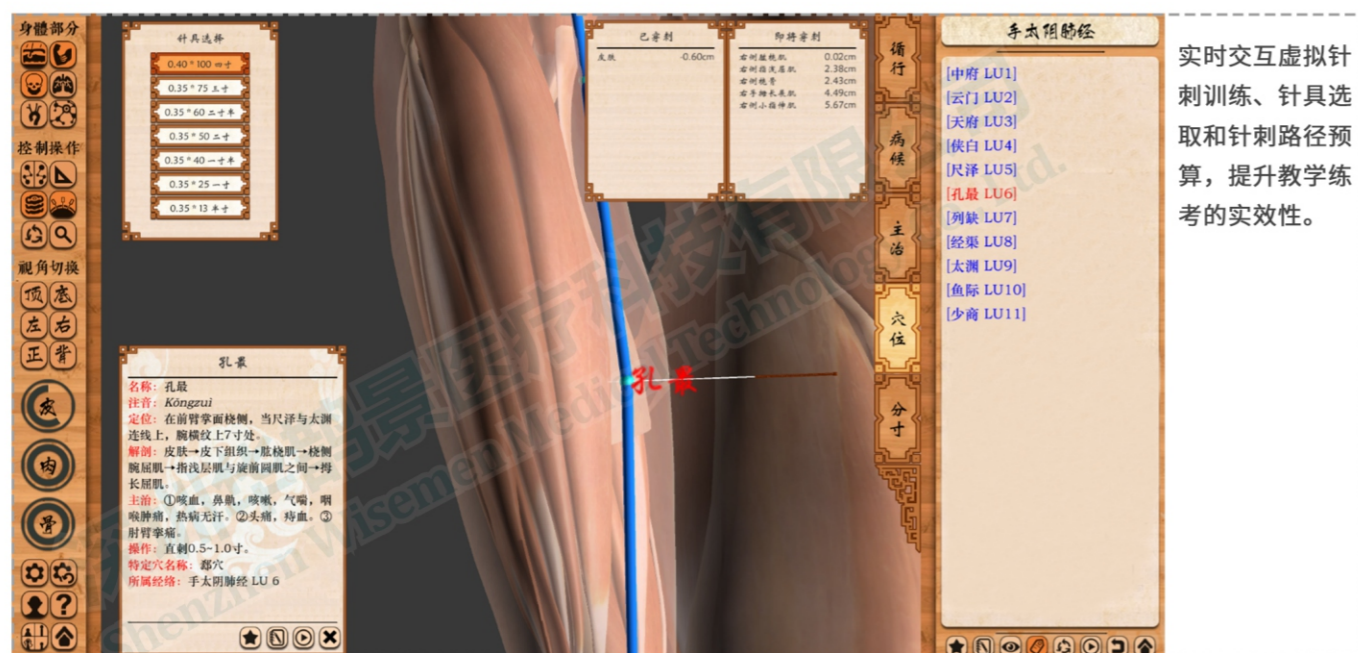 身體部分
控制操作
視角切换
顶 底
左 右
正 背
皮
肉
骨
针具选择
0.40 * 100 四寸
0.35 * 75 三寸
0.35 * 60 二寸半
0.35 * 50 二寸
0.35 * 40 一寸半
0.35 * 25 一寸
0.35 * 13 半寸
孔最
名称：孔最
注音：Kǒngzuì
定位：在前臂掌面桡侧，当尺泽与太渊
连线上，腕横纹上7寸处。
解剖：皮肤→皮下组织→肱桡肌→桡侧
腕屈肌→指浅层肌与旋前圆肌之间→拇
长屈肌。
主治：①咳血，鼻衄，咳嗽，气喘，咽
喉肿痛，热病无汗。②头痛，痔血。③
肘臂挛痛。
操作：直刺0.5~1.0寸。
特定穴名称：郄穴
所属经络：手太阴肺经 LU 6
已穿刺
皮肤 -0.60cm
即将穿刺
右侧肱桡肌 0.02cm
右侧指浅屈肌 2.38cm
右侧桡骨 2.43cm
右手拇长展肌 4.49cm
右侧小指伸肌 5.67cm
孔最
循行
病候
主治
穴位
分寸
手太阴肺经
[中府 LU1]
[云门 LU2]
[天府 LU3]
[侠白 LU4]
[尺泽 LU5]
[孔最 LU6]
[列缺 LU7]
[经渠 LU8]
[太渊 LU9]
[鱼际 LU10]
[少商 LU11]
实时交互虚拟针
刺训练、针具选
取和针刺路径预
算，提升教学练
考的实效性。